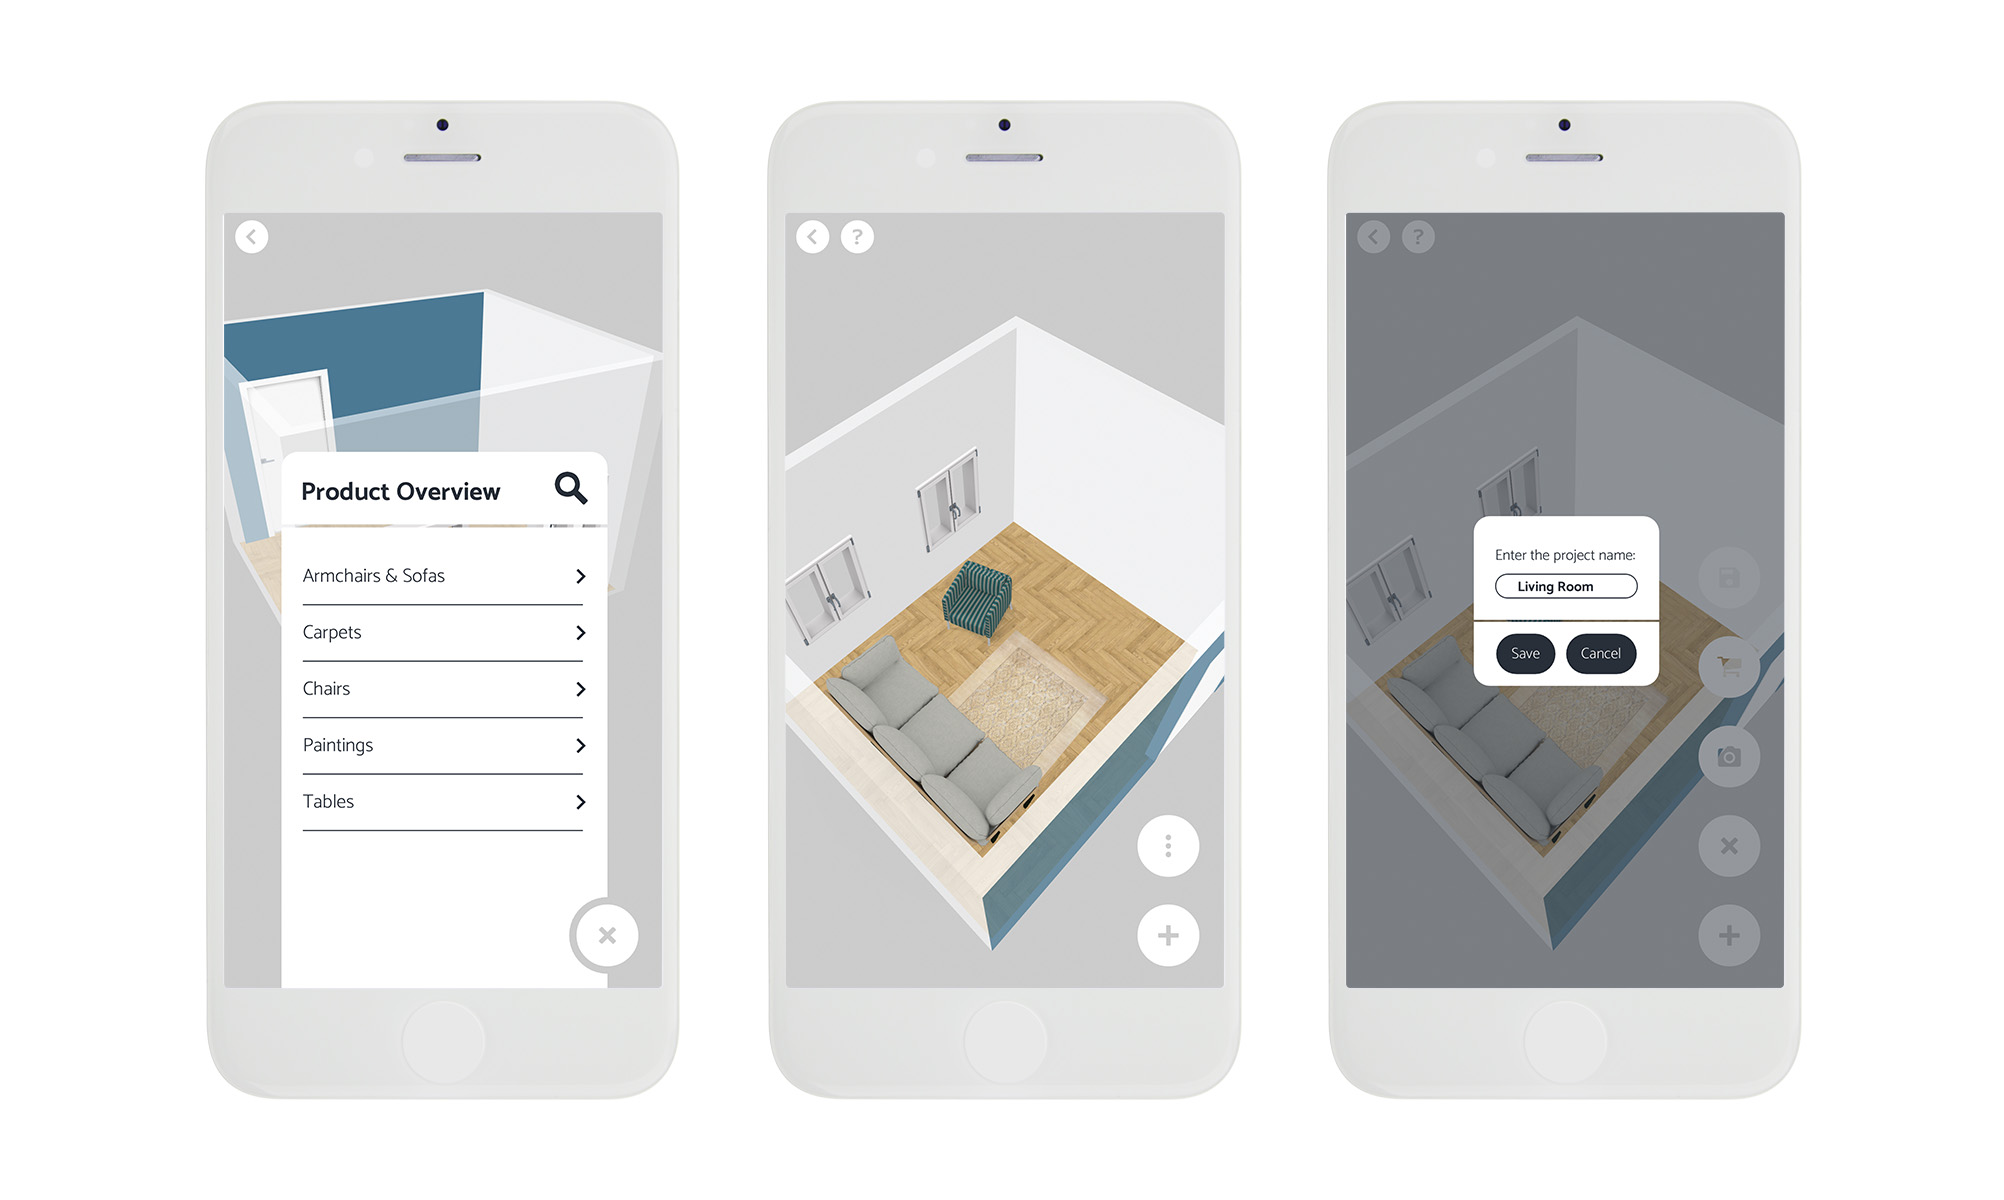 Product Overview
Armchairs & Sofas
Carpets
Chairs
Paintings
Tables
?
?
Enter the project name:
Living Room
Save
Cancel